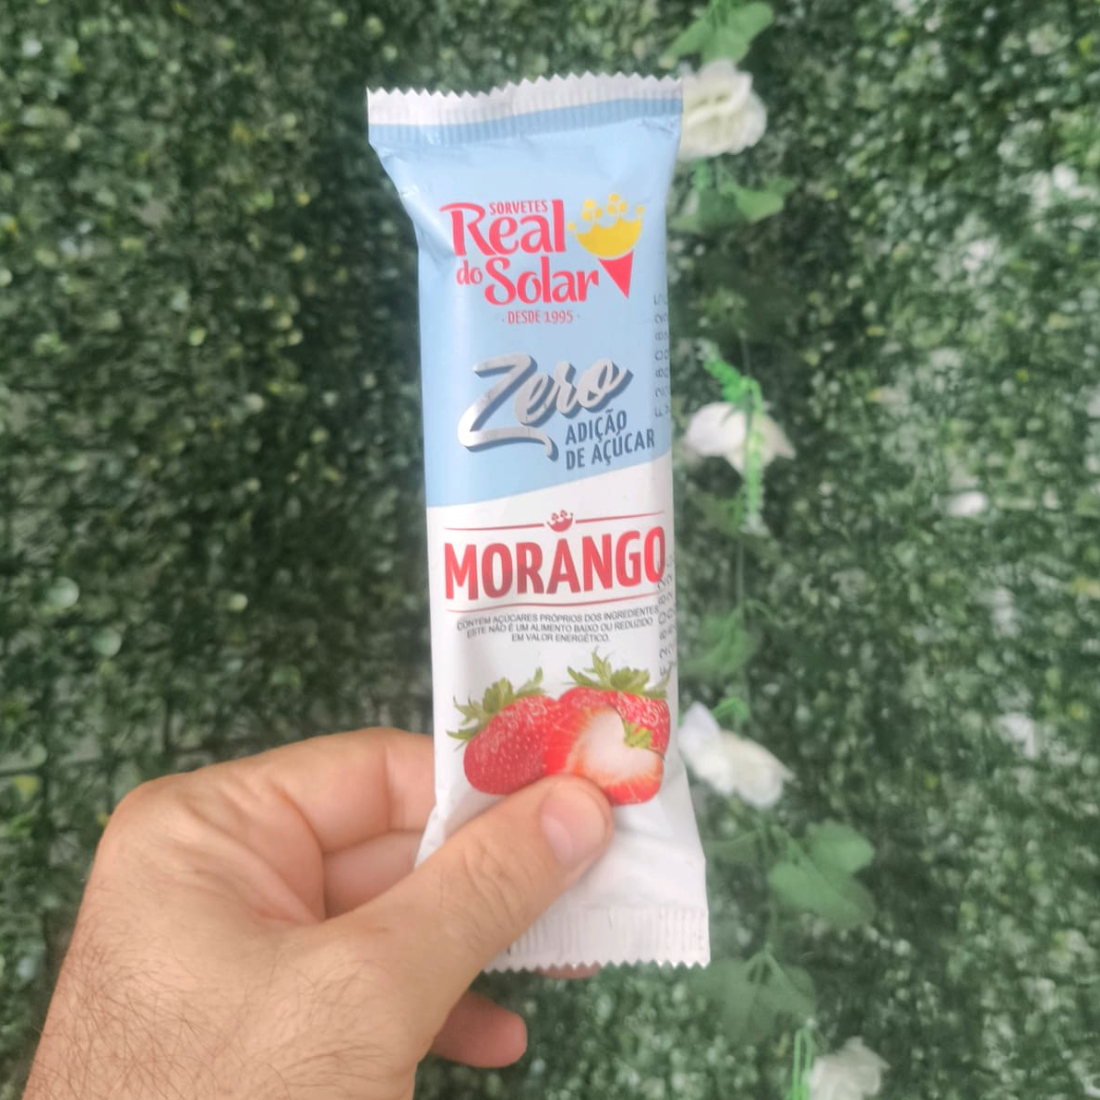 SORVETES
Real
do Solar
- DESDE 1995 -
Zero
ADIÇÃO
DE AÇÚCAR
MORANGO
CONTÉM AÇÚCARES PRÓPRIOS DOS INGREDIENTES
ESTE NÃO É UM ALIMENTO BAIXO OU REDUZIDO
EM VALOR ENERGÉTICO.